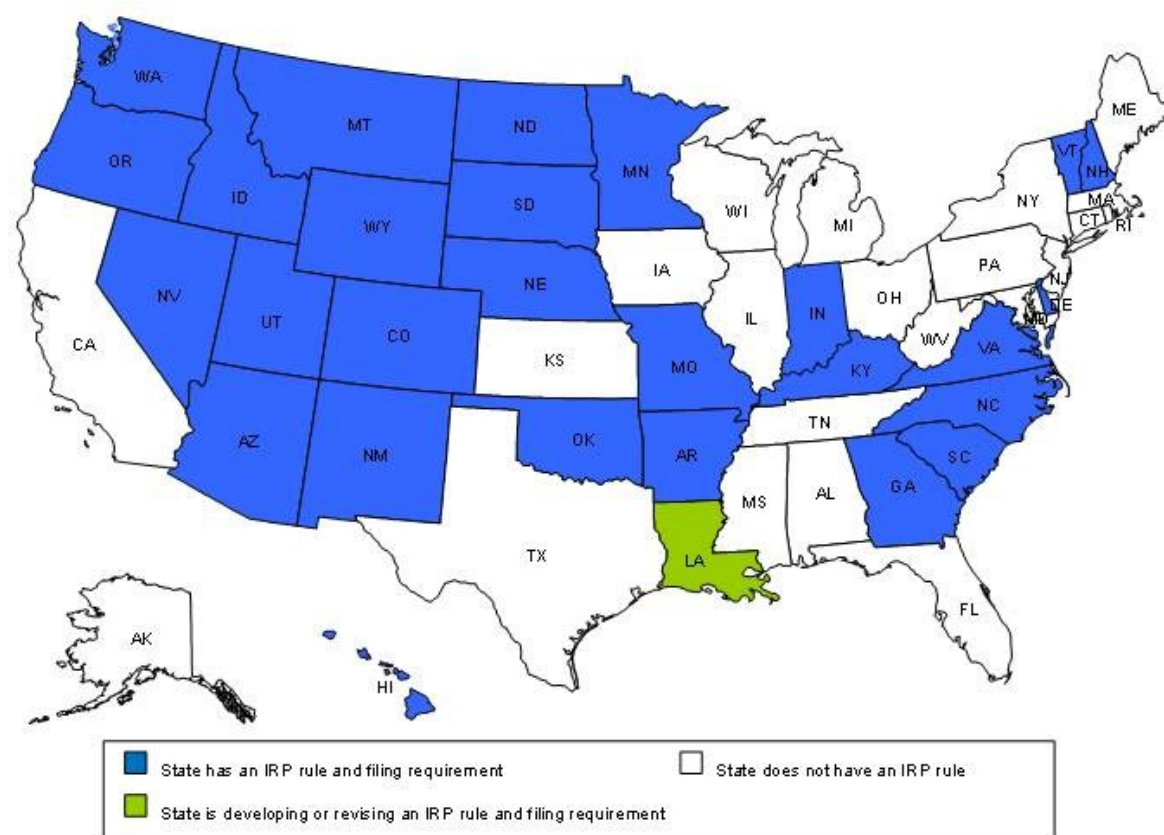 WA
ME
MT
ND
VT
OR
MN
NH
ID
SD
WI
NY
MA
WY
MI
CT
RI
IA
PA
NE
NJ
NV
OH
DE
IN
MD
UT
IL
CO
WV
VA
CA
KS
MO
KY
NC
TN
AZ
OK
NM
AR
SC
MS
AL
GA
TX
LA
FL
AK
HI
State has an IRP rule and filing requirement
State does not have an IRP rule
State is developing or revising an IRP rule and filing requirement